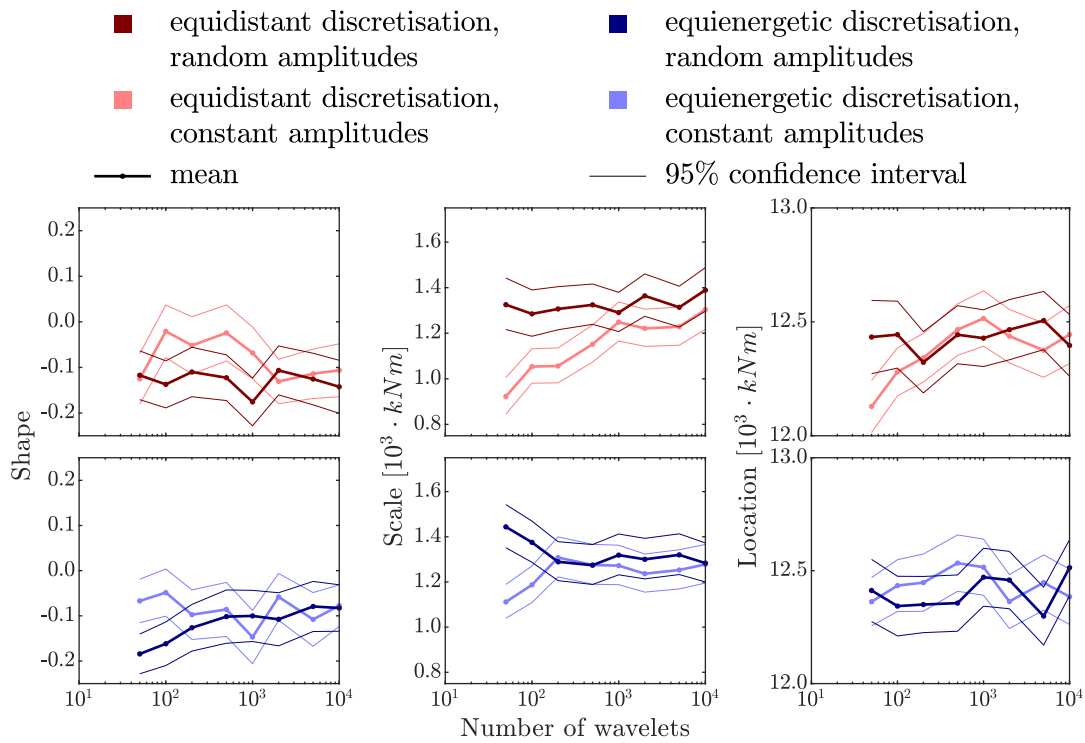 equidistant discretisation,
random amplitudes
equienergetic discretisation,
random amplitudes
equidistant discretisation,
constant amplitudes
equienergetic discretisation,
constant amplitudes
mean
95% confidence interval
Shape
0.2
0.1
0.0
-0.1
-0.2
0.2
0.1
0.0
-0.1
-0.2
10¹
10²
10³
10⁴
Scale [10³ · kNm]
1.6
1.4
1.2
1.0
0.8
1.6
1.4
1.2
1.0
0.8
10¹
10²
10³
10⁴
Location [10³ · kNm]
13.0
12.5
12.0
13.0
12.5
12.0
10¹
10²
10³
10⁴
Number of wavelets